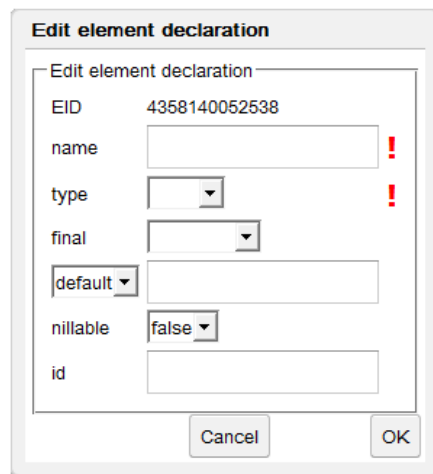 Edit element declaration
Edit element declaration
EID 4358140052538
name !
type !
final
default
nillable false
id
Cancel OK